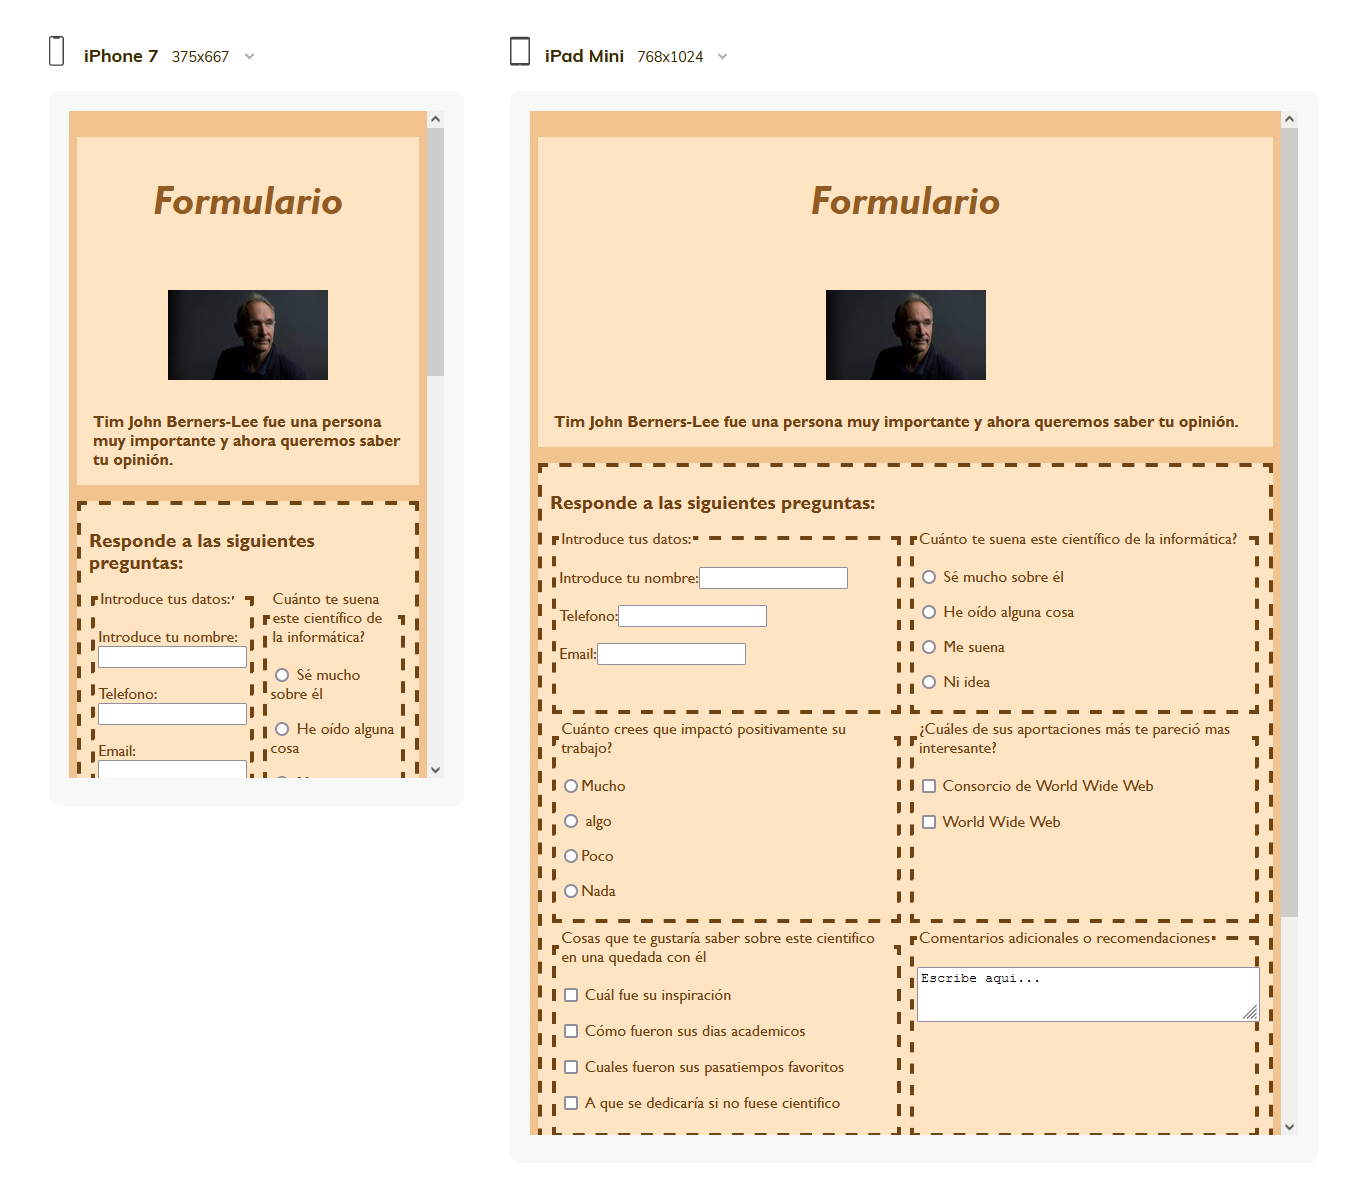 iPhone 7 375x667
Formulario
Tim John Berners-Lee fue una persona
muy importante y ahora queremos saber
tu opinión.
Responde a las siguientes
preguntas:
Introduce tus datos:
Introduce tu nombre:
Telefono:
Email:
Cuánto te suena
este científico de
la informática?
Sé mucho
sobre él
He oído alguna
cosa
iPad Mini 768x1024
Formulario
Tim John Berners-Lee fue una persona muy importante y ahora queremos saber tu opinión.
Responde a las siguientes preguntas:
Introduce tus datos:
Introduce tu nombre:
Telefono:
Email:
Cuánto te suena este científico de la informática?
Sé mucho sobre él
He oído alguna cosa
Me suena
Ni idea
Cuánto crees que impactó positivamente su
trabajo?
Mucho
algo
Poco
Nada
¿Cuáles de sus aportaciones más te pareció mas
interesante?
Consorcio de World Wide Web
World Wide Web
Cosas que te gustaría saber sobre este cientifico
en una quedada con él
Cuál fue su inspiración
Cómo fueron sus dias academicos
Cuales fueron sus pasatiempos favoritos
A que se dedicaría si no fuese cientifico
Comentarios adicionales o recomendaciones
Escribe aqui...